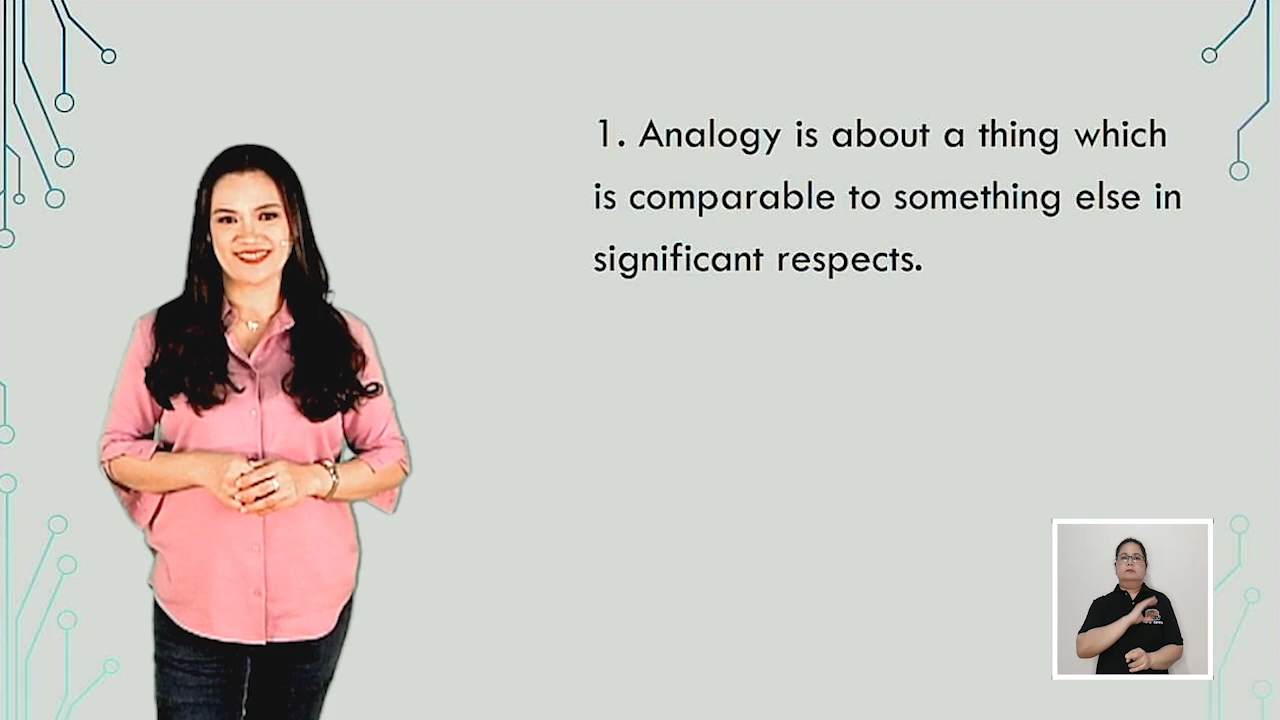 1. Analogy is about a thing which
is comparable to something else in
significant respects.